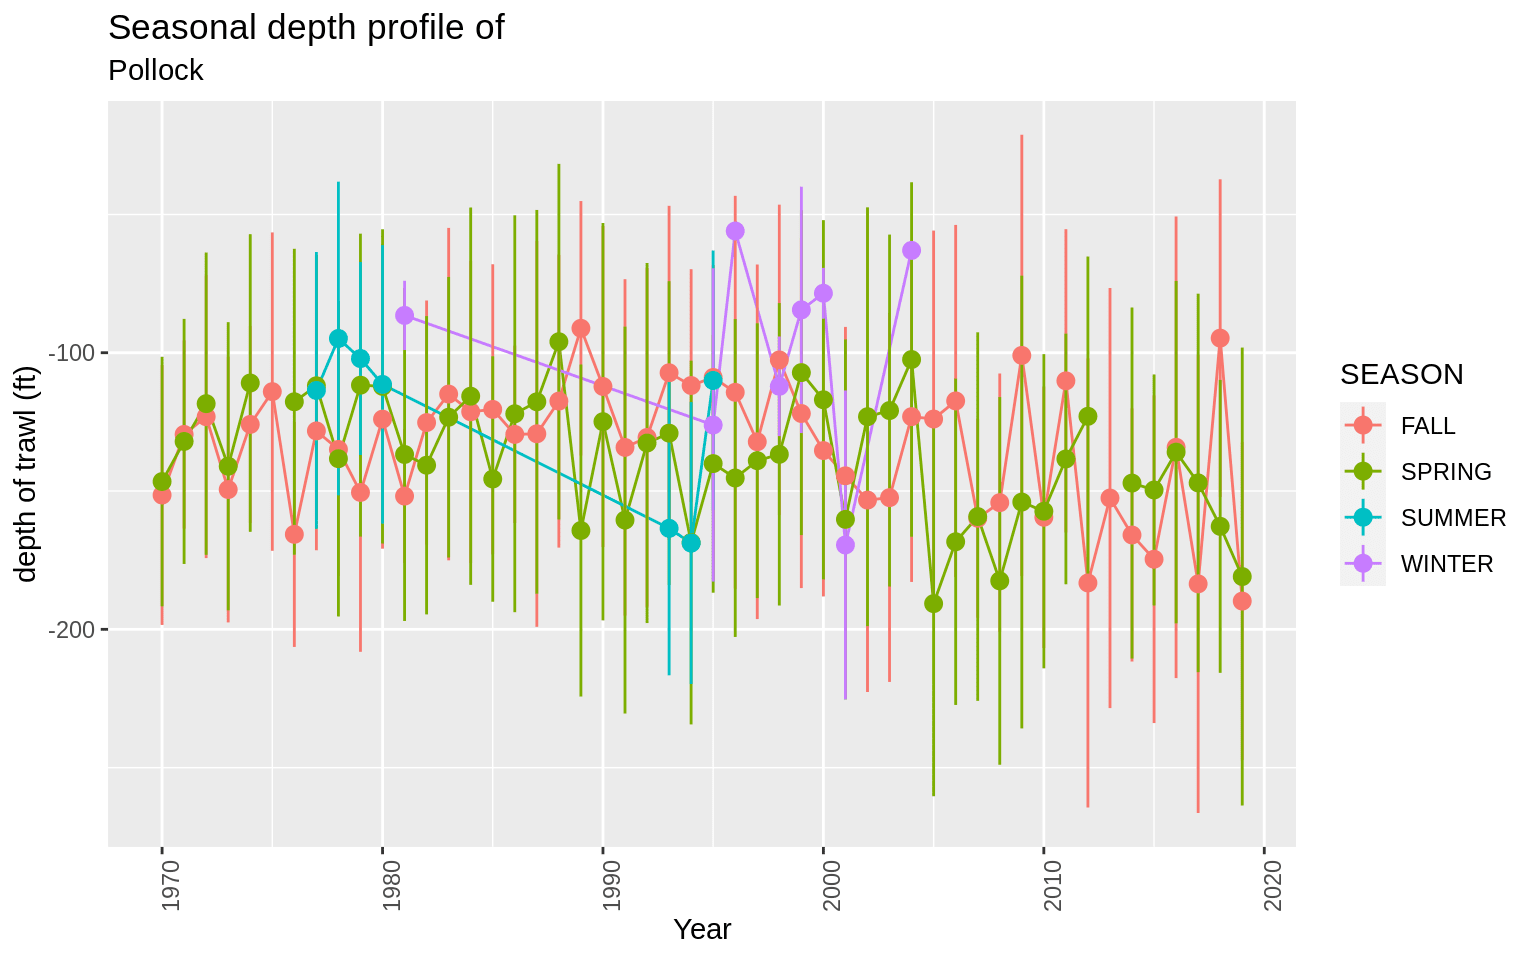 Seasonal depth profile of
Pollock
depth of trawl (ft)
-100
-200
1970
1980
1990
2000
2010
2020
Year
SEASON
FALL
SPRING
SUMMER
WINTER